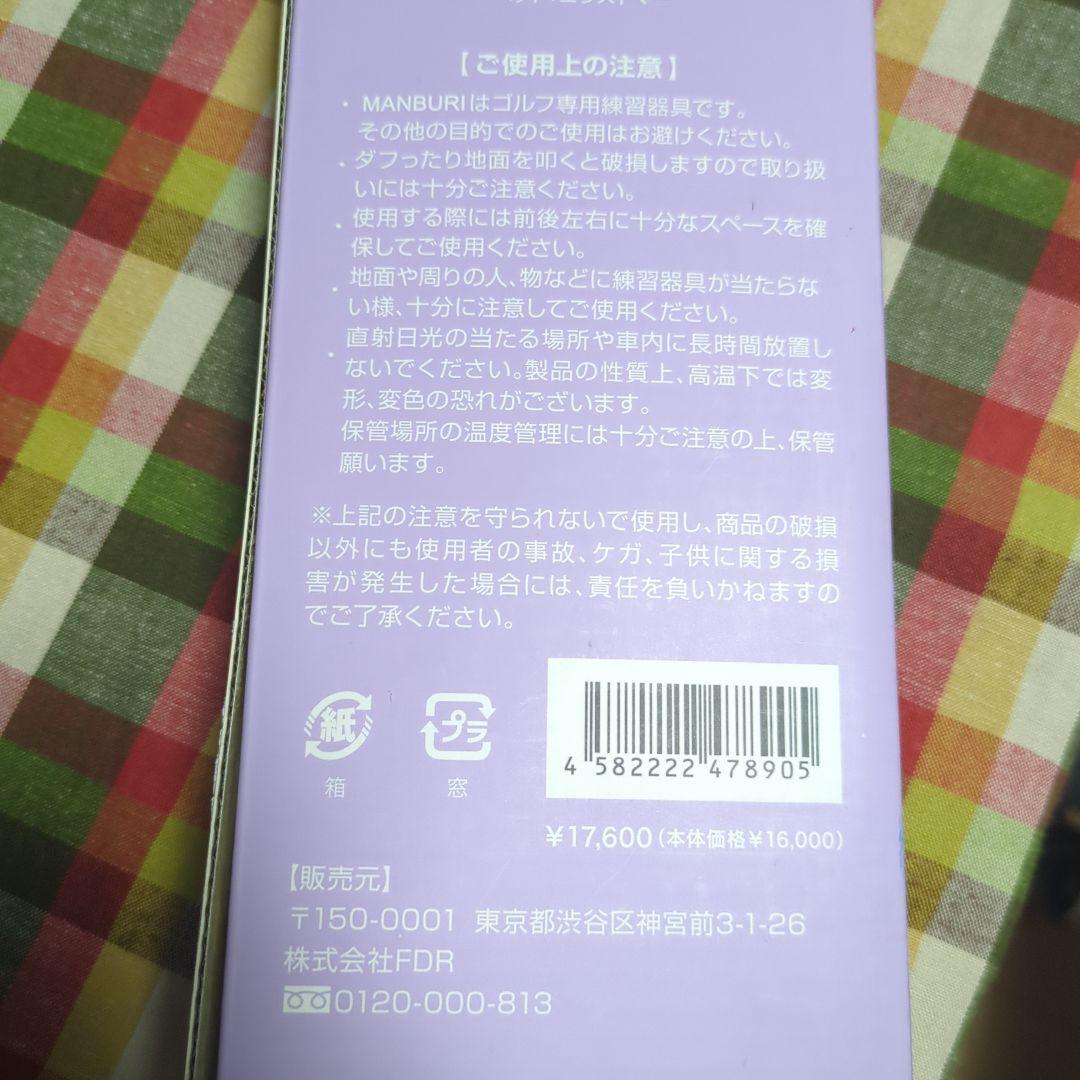 【ご使用上の注意】
・MANBURIはゴルフ専用練習器具です。
その他の目的でのご使用はお避けください。
・ダフったり地面を叩くと破損しますので取り扱
いには十分ご注意ください。
・使用する際には前後左右に十分なスペースを確
保してご使用ください。
・地面や周りの人、物などに練習器具が当たらな
い様、十分に注意してご使用ください。
・直射日光の当たる場所や車内に長時間放置し
ないでください。製品の性質上、高温下では変
形、変色の恐れがございます。
保管場所の温度管理には十分ご注意の上、保管
願います。
※上記の注意を守られないで使用し、商品の破損
以外にも使用者の事故、ケガ、子供に関する損
害が発生した場合には、責任を負いかねますの
でご了承ください。
紙 プラ
箱 窓
4 582222 478905
￥17,600（本体価格￥16,000）
【販売元】
〒150-0001 東京都渋谷区神宮前3-1-26
株式会社FDR
0120-000-813